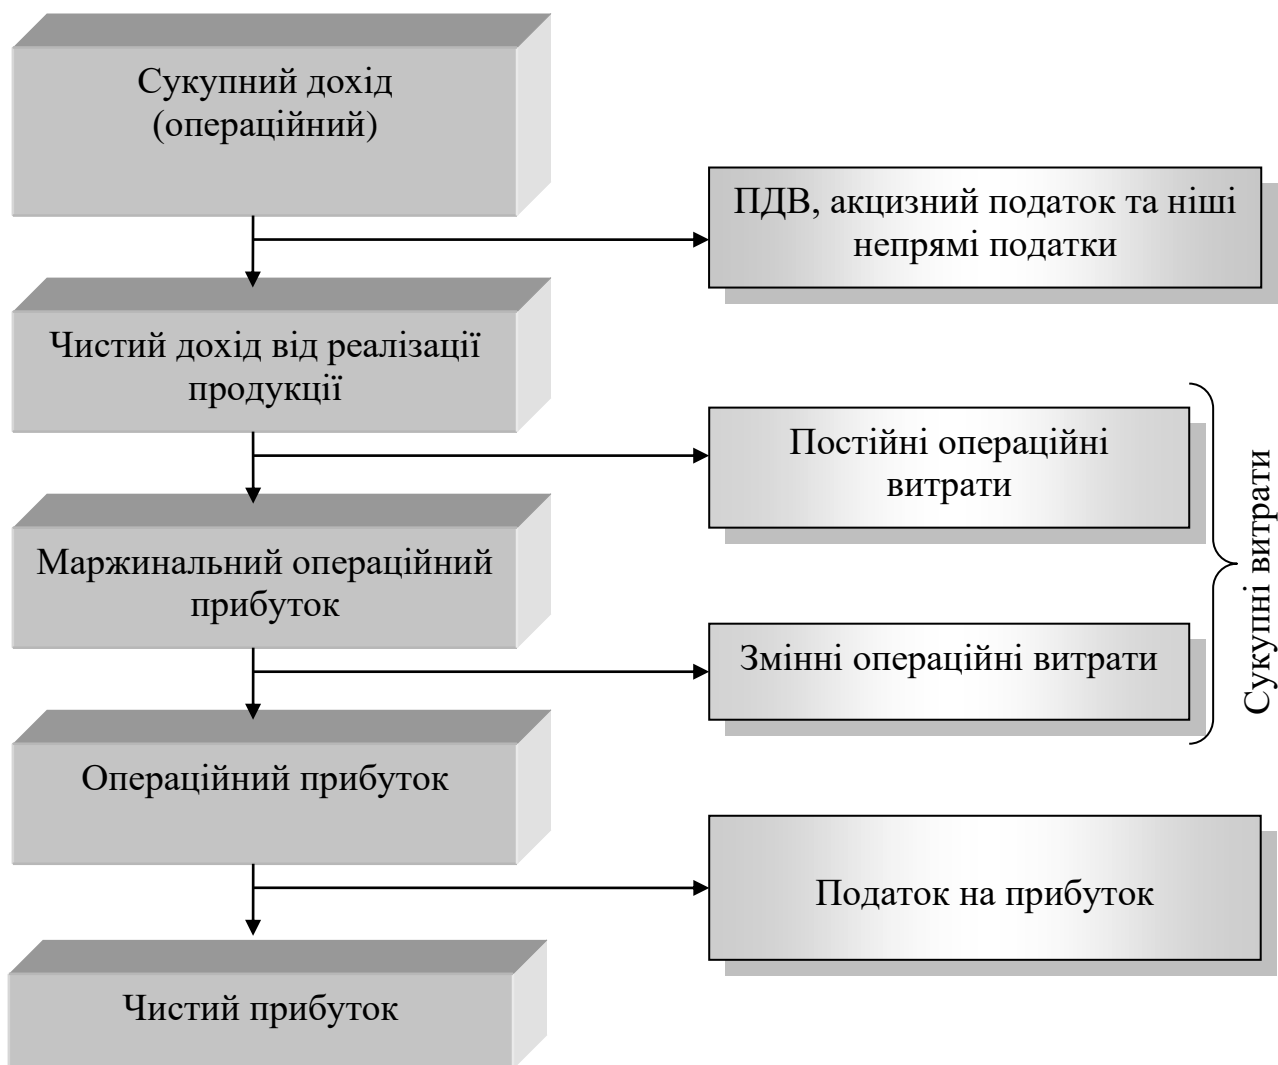 Сукупний дохід
(операційний)
ПДВ, акцизний податок та ніші
непрямі податки
Чистий дохід від реалізації
продукції
Постійні операційні
витрати
Маржинальний операційний
прибуток
Змінні операційні витрати
Сукупні витрати
Операційний прибуток
Податок на прибуток
Чистий прибуток